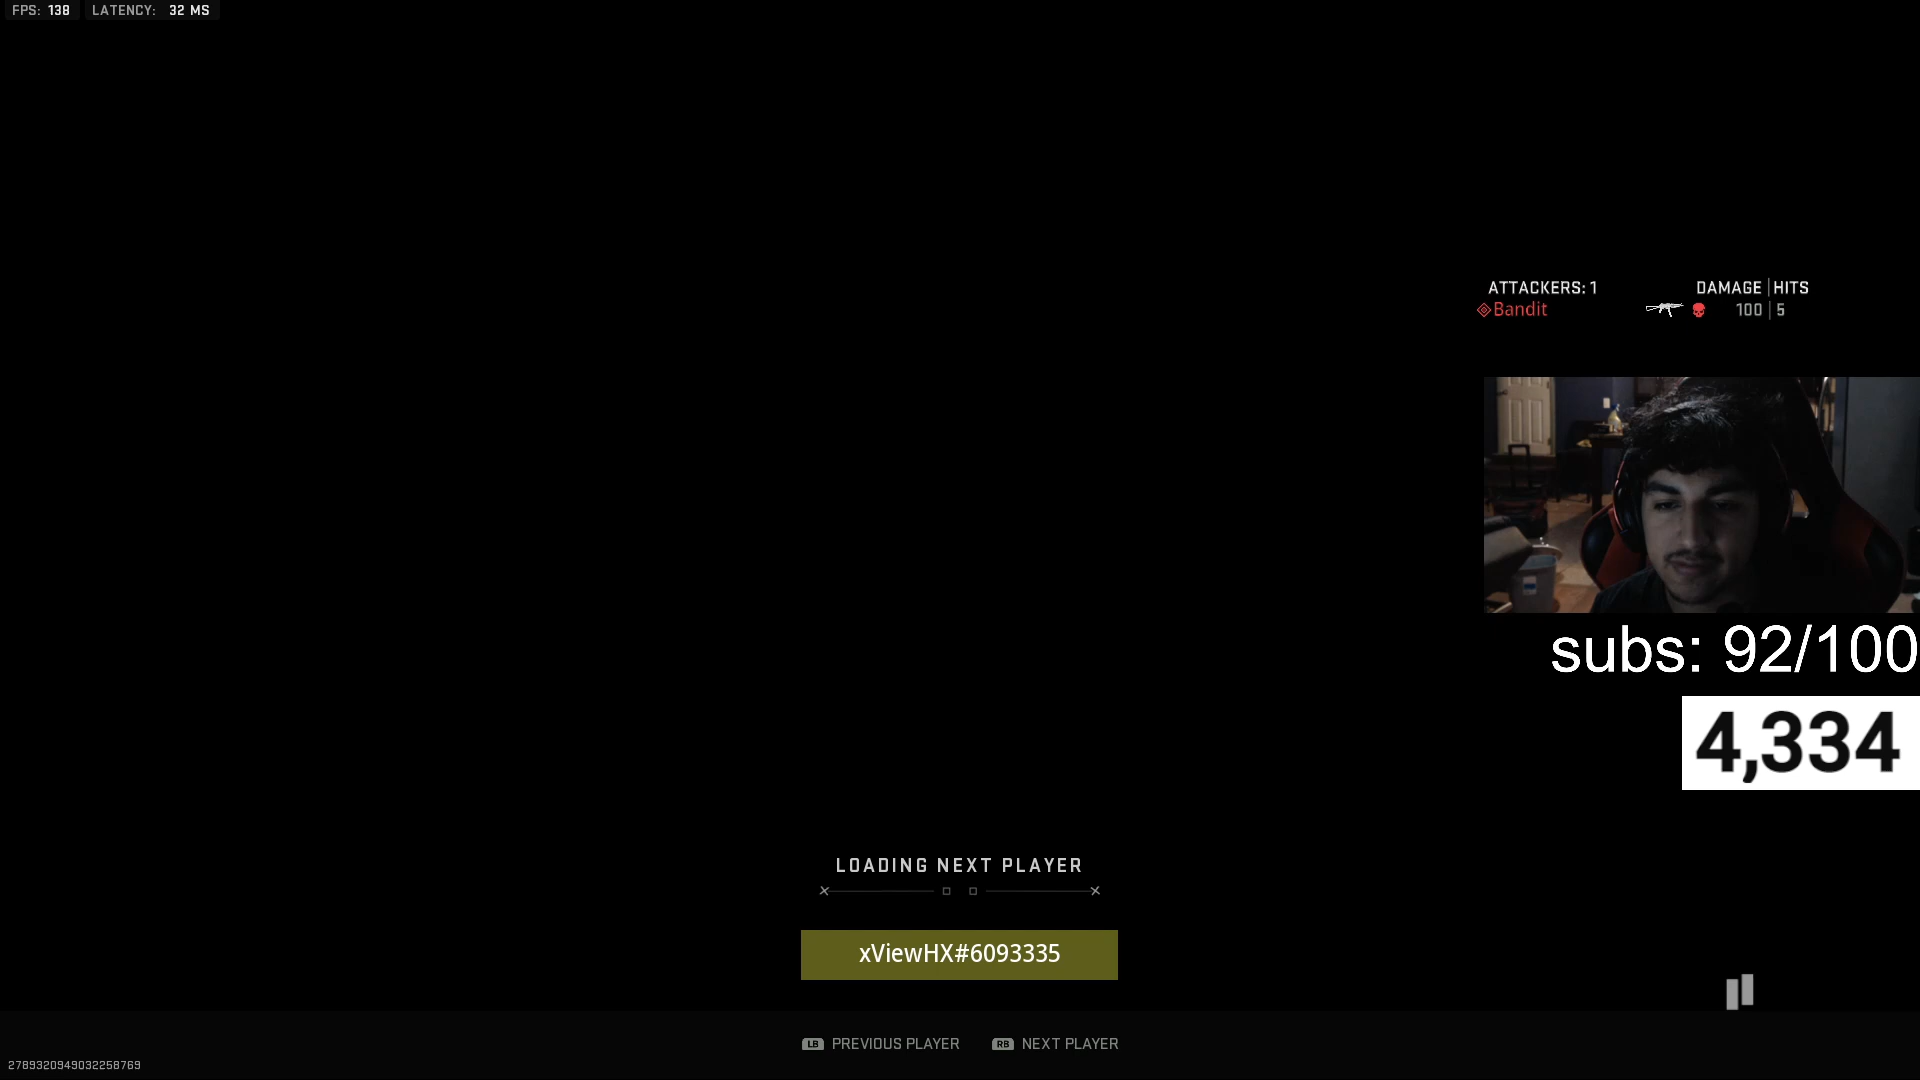 FPS: 138 LATENCY: 32 MS
ATTACKERS: 1 DAMAGE HITS
Bandit 100 5
subs: 92/100
4,334
LOADING NEXT PLAYER
xViewHX#6093335
LB PREVIOUS PLAYER RB NEXT PLAYER
2789320949032258769